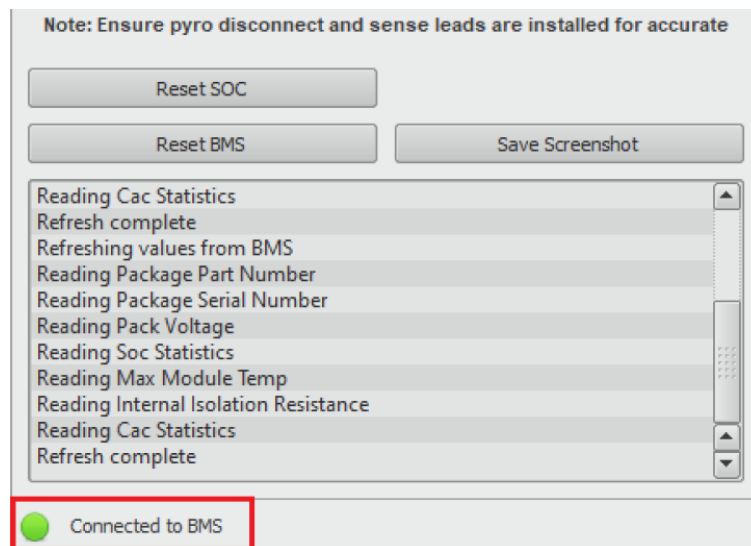 Note: Ensure pyro disconnect and sense leads are installed for accurate
Reset SOC
Reset BMS
Save Screenshot
Reading Cac Statistics
Refresh complete
Refreshing values from BMS
Reading Package Part Number
Reading Package Serial Number
Reading Pack Voltage
Reading Soc Statistics
Reading Max Module Temp
Reading Internal Isolation Resistance
Reading Cac Statistics
Refresh complete
Connected to BMS